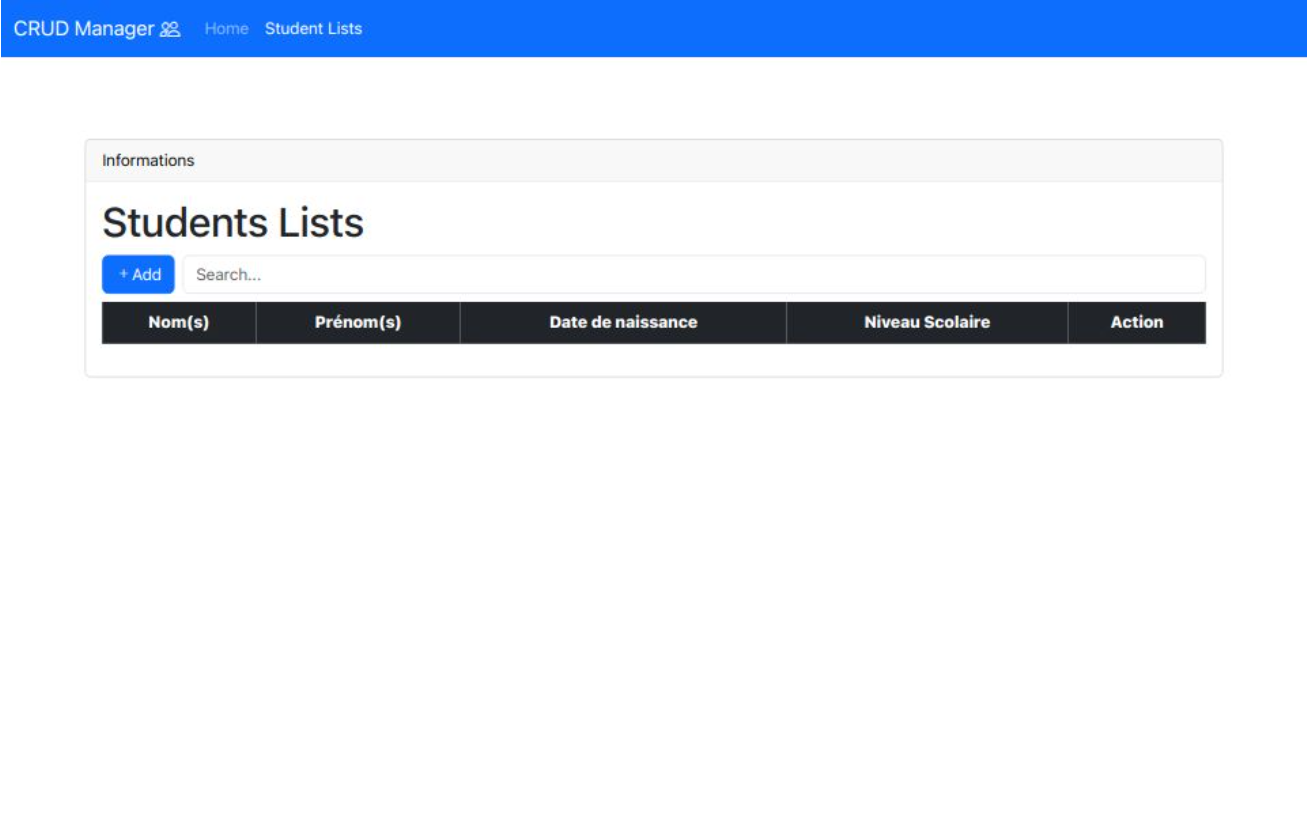 CRUD Manager Home Student Lists
Informations
Students Lists
+ Add Search...
Nom(s) Prénom(s) Date de naissance Niveau Scolaire Action